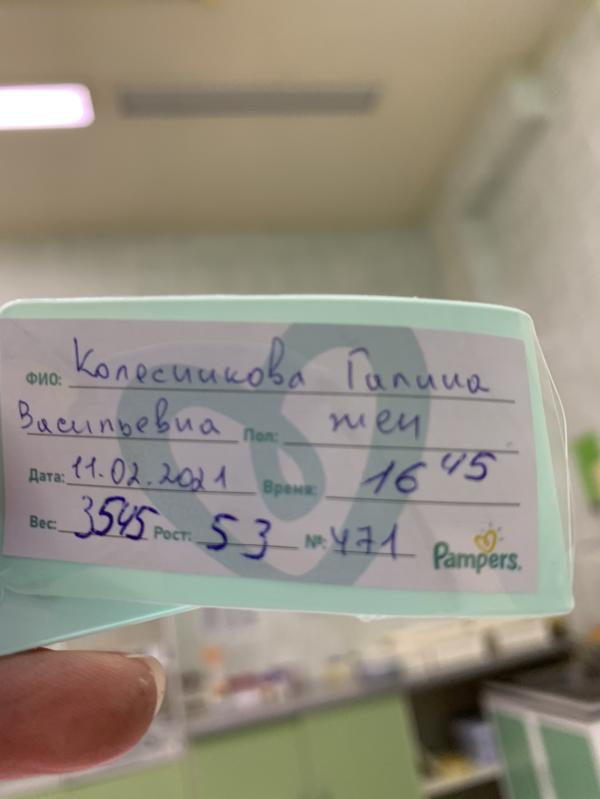 ФИО: Колесникова Галина
Васильевна Пол: жен
Дата: 11.02.2021 Время: 16 45
Вес: 3545 Рост: 53 №: 471
Pampers.